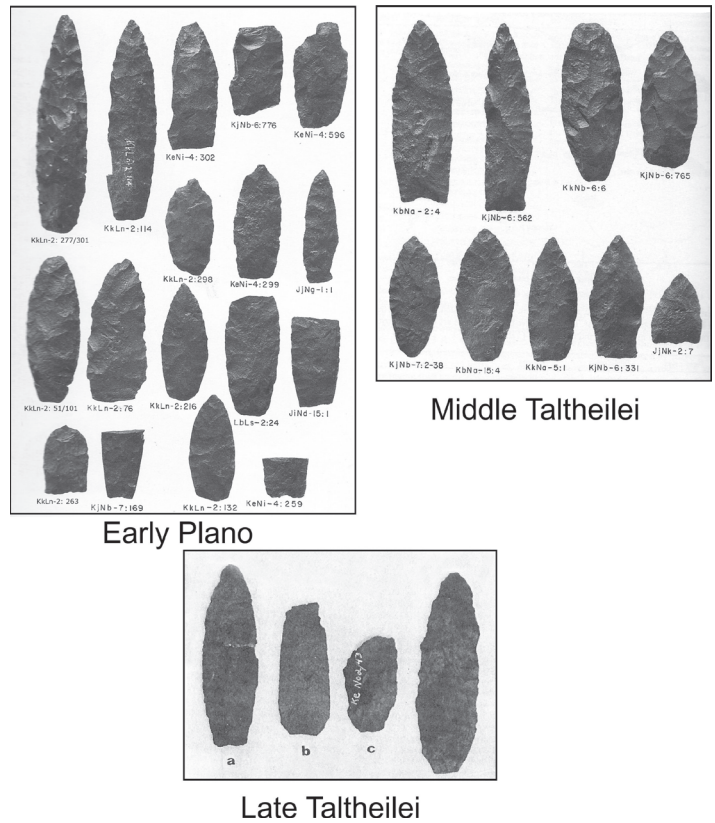 KkLn-2: 277/301
KkLn-2:114
KeNi-4:302
KjNb-6:776
KeNi-4:596
KkLn-2:298
KeNi-4:299
JjNg-1:1
KkLn-2: 51/101
KkLn-2:76
KkLn-2:216
LbLs-2:24
JiNd-15:1
KkLn-2: 263
KjNb-7:169
KkLn-2:132
KeNi-4:259
Early Plano
KbNa-2:4
KjNb-6:562
KkNb-6:6
KjNb-6:765
KjNb-7:2-38
KbNa-15:4
KkNa-5:1
KjNb-6:331
JjNk-2:7
Middle Taltheilei
a
b
c
Late Taltheilei